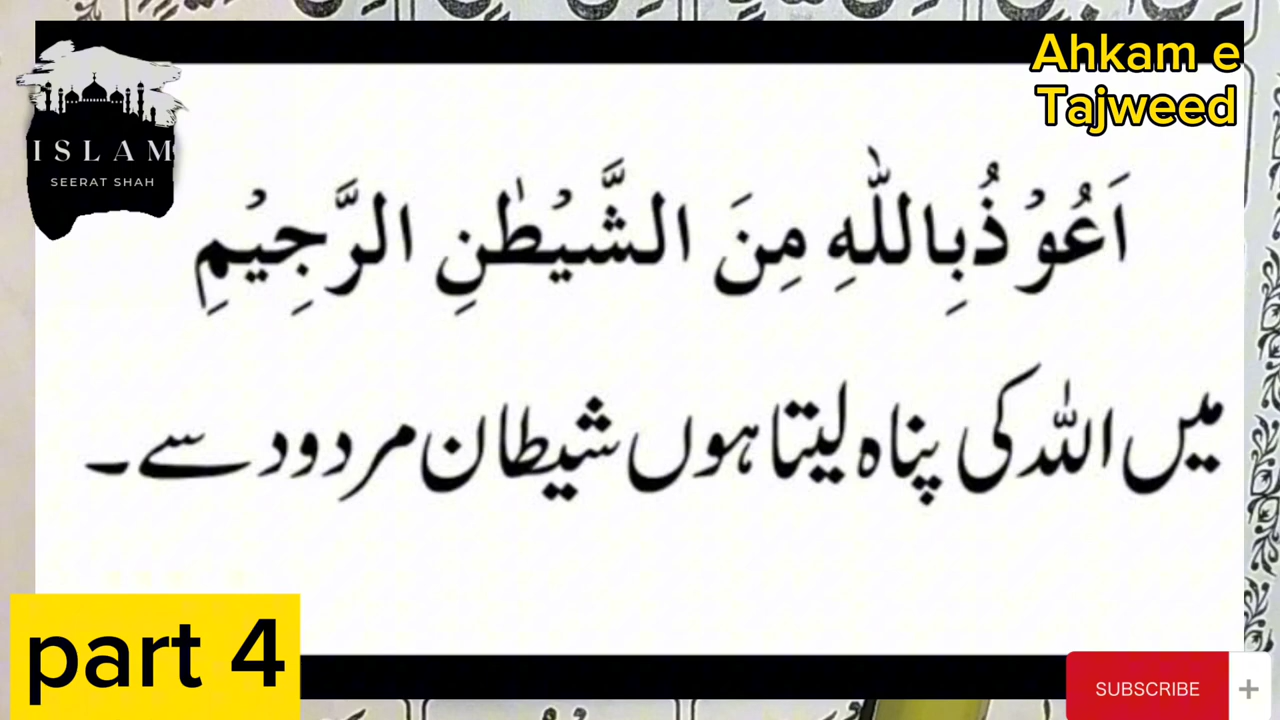 Ahkam e
Tajweed
ISLAM
SEERAT SHAH
اَعُوْذُبِاللّٰهِ مِنَ الشَّيْطٰنِ الرَّجِيْمِ
میں اللہ کی پناہ لیتا ہوں شیطان مردود سے۔
part 4
SUBSCRIBE +